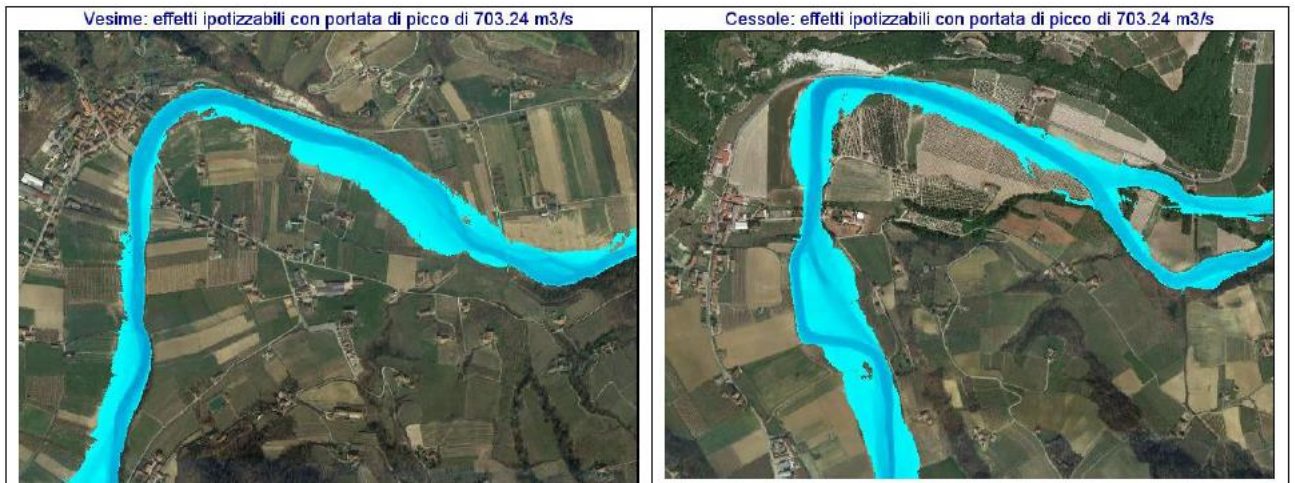 Vesime: effetti ipotizzabili con portata di picco di 703.24 m3/s
Cessole: effetti ipotizzabili con portata di picco di 703.24 m3/s